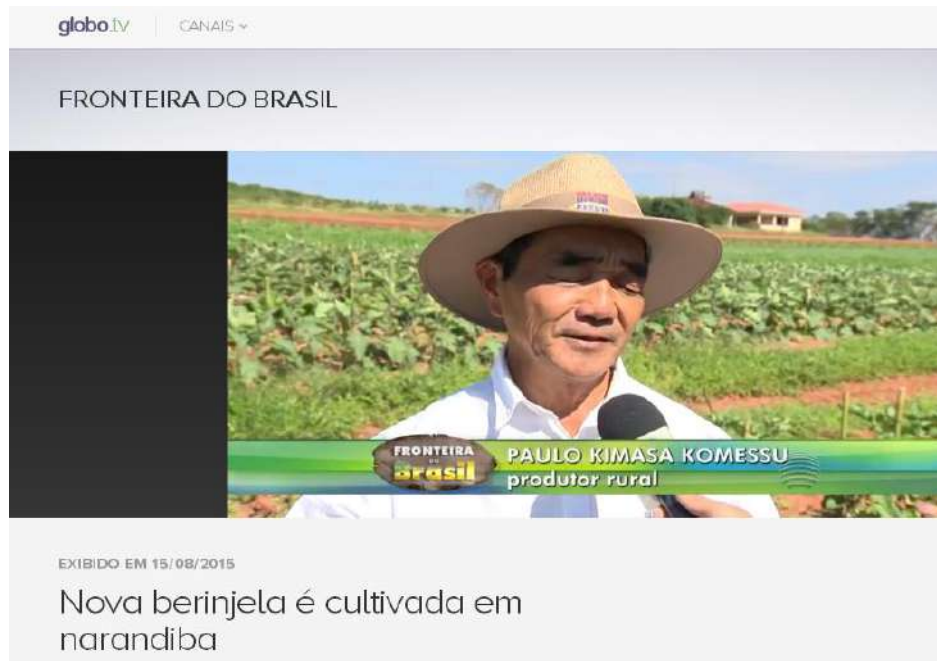 globo.tv CANAIS
FRONTEIRA DO BRASIL
FRONTEIRA
DO
Brasil
PAULO KIMASA KOMESSU
produtor rural
EXIBIDO EM 15/08/2015
Nova berinjela é cultivada em
narandiba